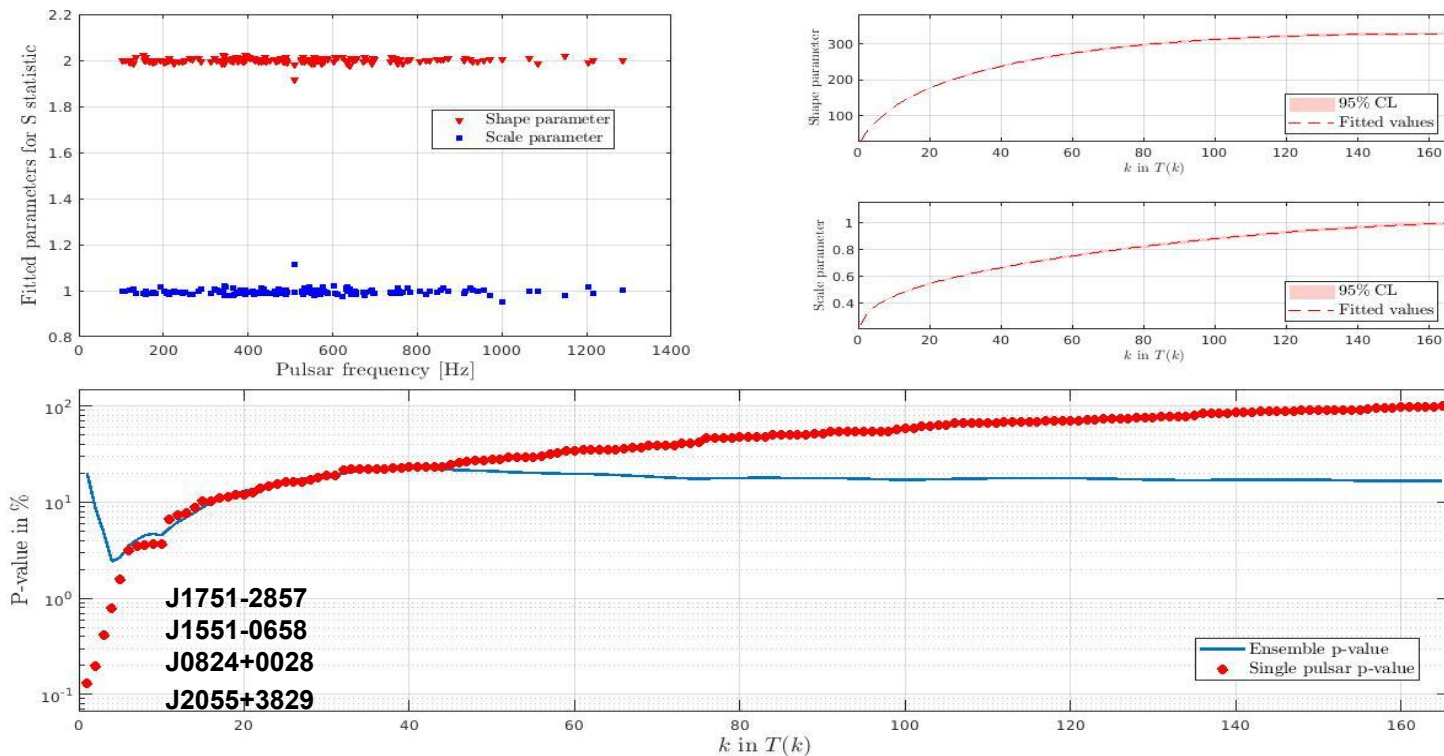 2.2
2
1.8
1.6
1.4
1.2
1
0.8
Fitted parameters for S statistic
Shape parameter
Scale parameter
0 200 400 600 800 1000 1200 1400
Pulsar frequency [Hz]
300
200
100
Shape parameter
95% CL
Fitted values
0 20 40 60 80 100 120 140 160
k in T(k)
1
0.8
0.6
0.4
Scale parameter
95% CL
Fitted values
0 20 40 60 80 100 120 140 160
k in T(k)
10²
10¹
10⁰
10⁻¹
P-value in %
J1751-2857
J1551-0658
J0824+0028
J2055+3829
Ensemble p-value
Single pulsar p-value
0 20 40 60 80 100 120 140 160
k in T(k)